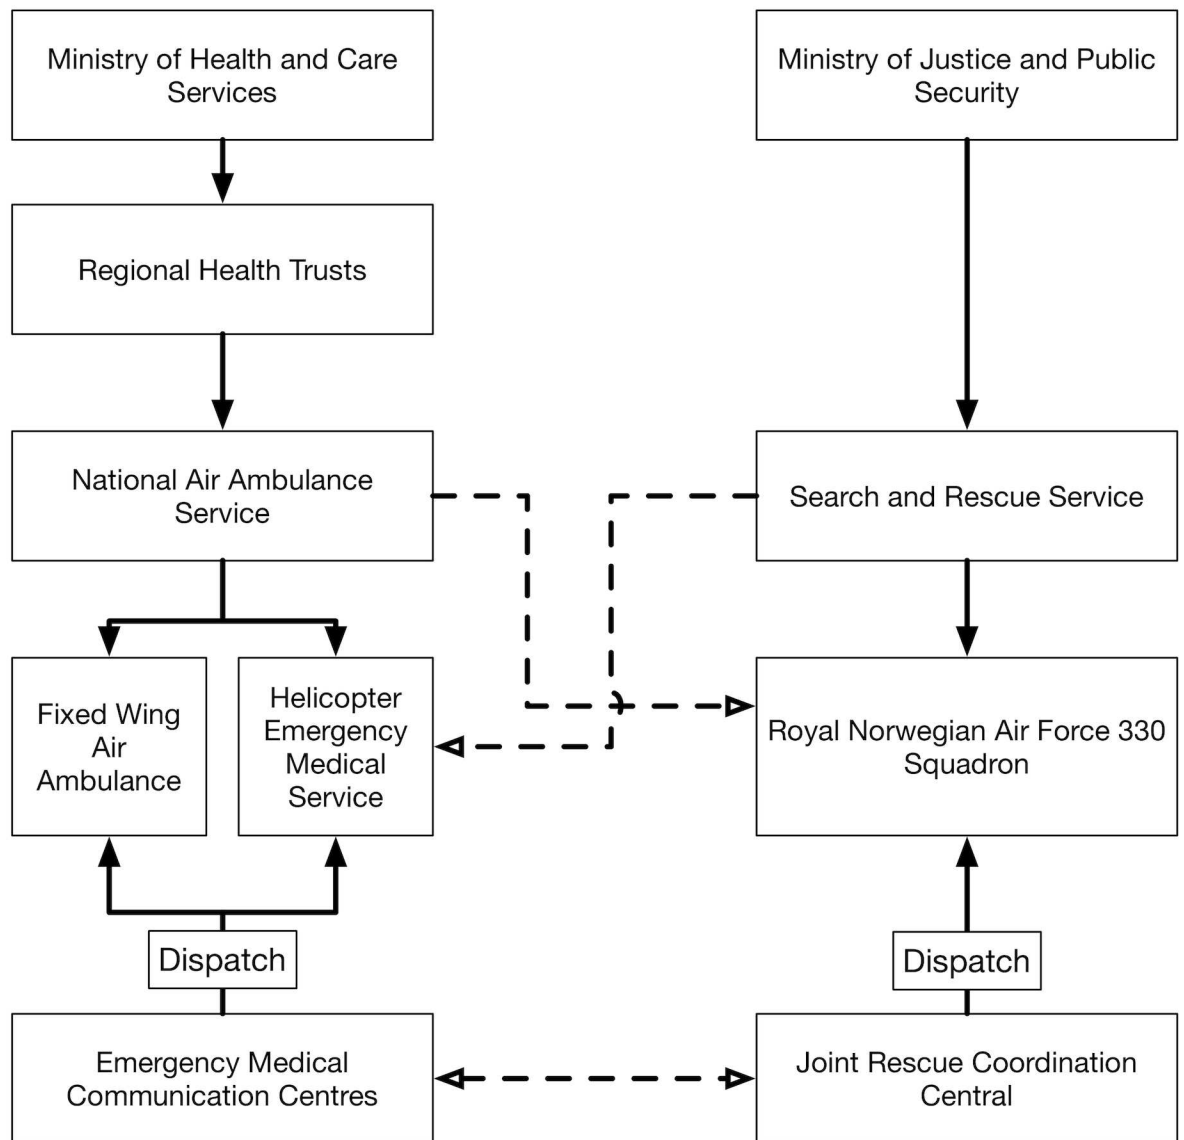 Ministry of Health and Care
Services
Ministry of Justice and Public
Security
Regional Health Trusts
National Air Ambulance
Service
Search and Rescue Service
Fixed Wing
Air
Ambulance
Helicopter
Emergency
Medical
Service
Royal Norwegian Air Force 330
Squadron
Dispatch
Dispatch
Emergency Medical
Communication Centres
Joint Rescue Coordination
Central